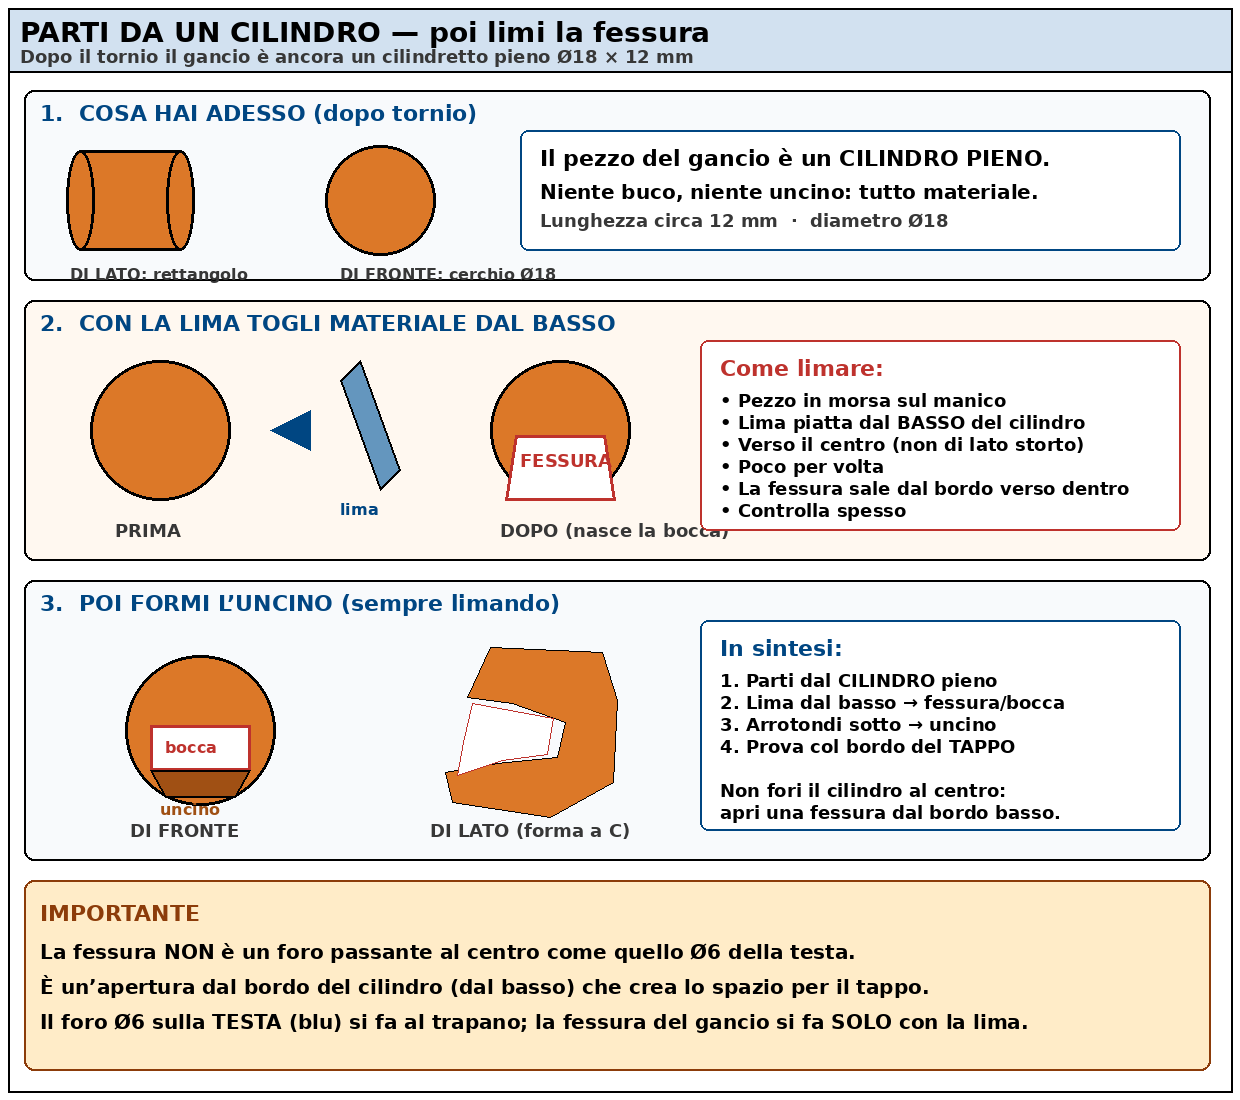 PARTI DA UN CILINDRO — poi limi la fessura
Dopo il tornio il gancio è ancora un cilindretto pieno Ø18 × 12 mm
1. COSA HAI ADESSO (dopo tornio)
Il pezzo del gancio è un CILINDRO PIENO.
Niente buco, niente uncino: tutto materiale.
Lunghezza circa 12 mm · diametro Ø18
DI LATO: rettangolo
DI FRONTE: cerchio Ø18
2. CON LA LIMA TOGLI MATERIALE DAL BASSO
FESSURA
lima
PRIMA
DOPO (nasce la bocca)
Come limare:
• Pezzo in morsa sul manico
• Lima piatta dal BASSO del cilindro
• Verso il centro (non di lato storto)
• Poco per volta
• La fessura sale dal bordo verso dentro
• Controlla spesso
3. POI FORMI L’UNCINO (sempre limando)
bocca
uncino
DI FRONTE
DI LATO (forma a C)
In sintesi:
1. Parti dal CILINDRO pieno
2. Lima dal basso → fessura/bocca
3. Arrotondi sotto → uncino
4. Prova col bordo del TAPPO
Non fori il cilindro al centro:
apri una fessura dal bordo basso.
IMPORTANTE
La fessura NON è un foro passante al centro come quello Ø6 della testa.
È un’apertura dal bordo del cilindro (dal basso) che crea lo spazio per il tappo.
Il foro Ø6 sulla TESTA (blu) si fa al trapano; la fessura del gancio si fa SOLO con la lima.